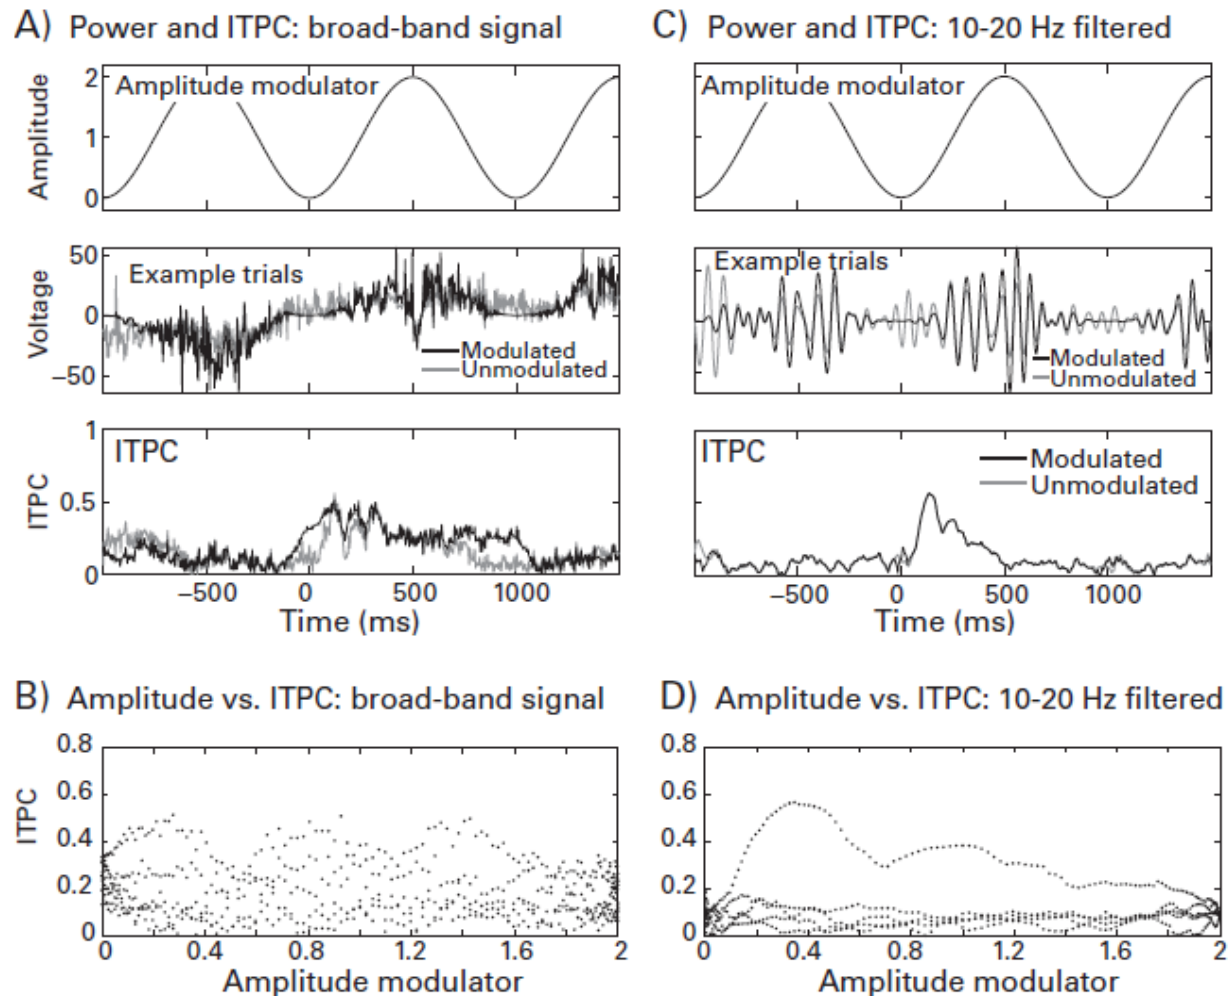 A) Power and ITPC: broad-band signal
Amplitude
2
1
0
Amplitude modulator
Voltage
50
0
−50
Example trials
Modulated
Unmodulated
ITPC
1
0.5
0
ITPC
−500 0 500 1000
Time (ms)
C) Power and ITPC: 10-20 Hz filtered
Amplitude modulator
Example trials
Modulated
Unmodulated
ITPC
Modulated
Unmodulated
−500 0 500 1000
Time (ms)
B) Amplitude vs. ITPC: broad-band signal
ITPC
0.8
0.6
0.4
0.2
0
0 0.4 0.8 1.2 1.6 2
Amplitude modulator
D) Amplitude vs. ITPC: 10-20 Hz filtered
0.8
0.6
0.4
0.2
0
0 0.4 0.8 1.2 1.6 2
Amplitude modulator